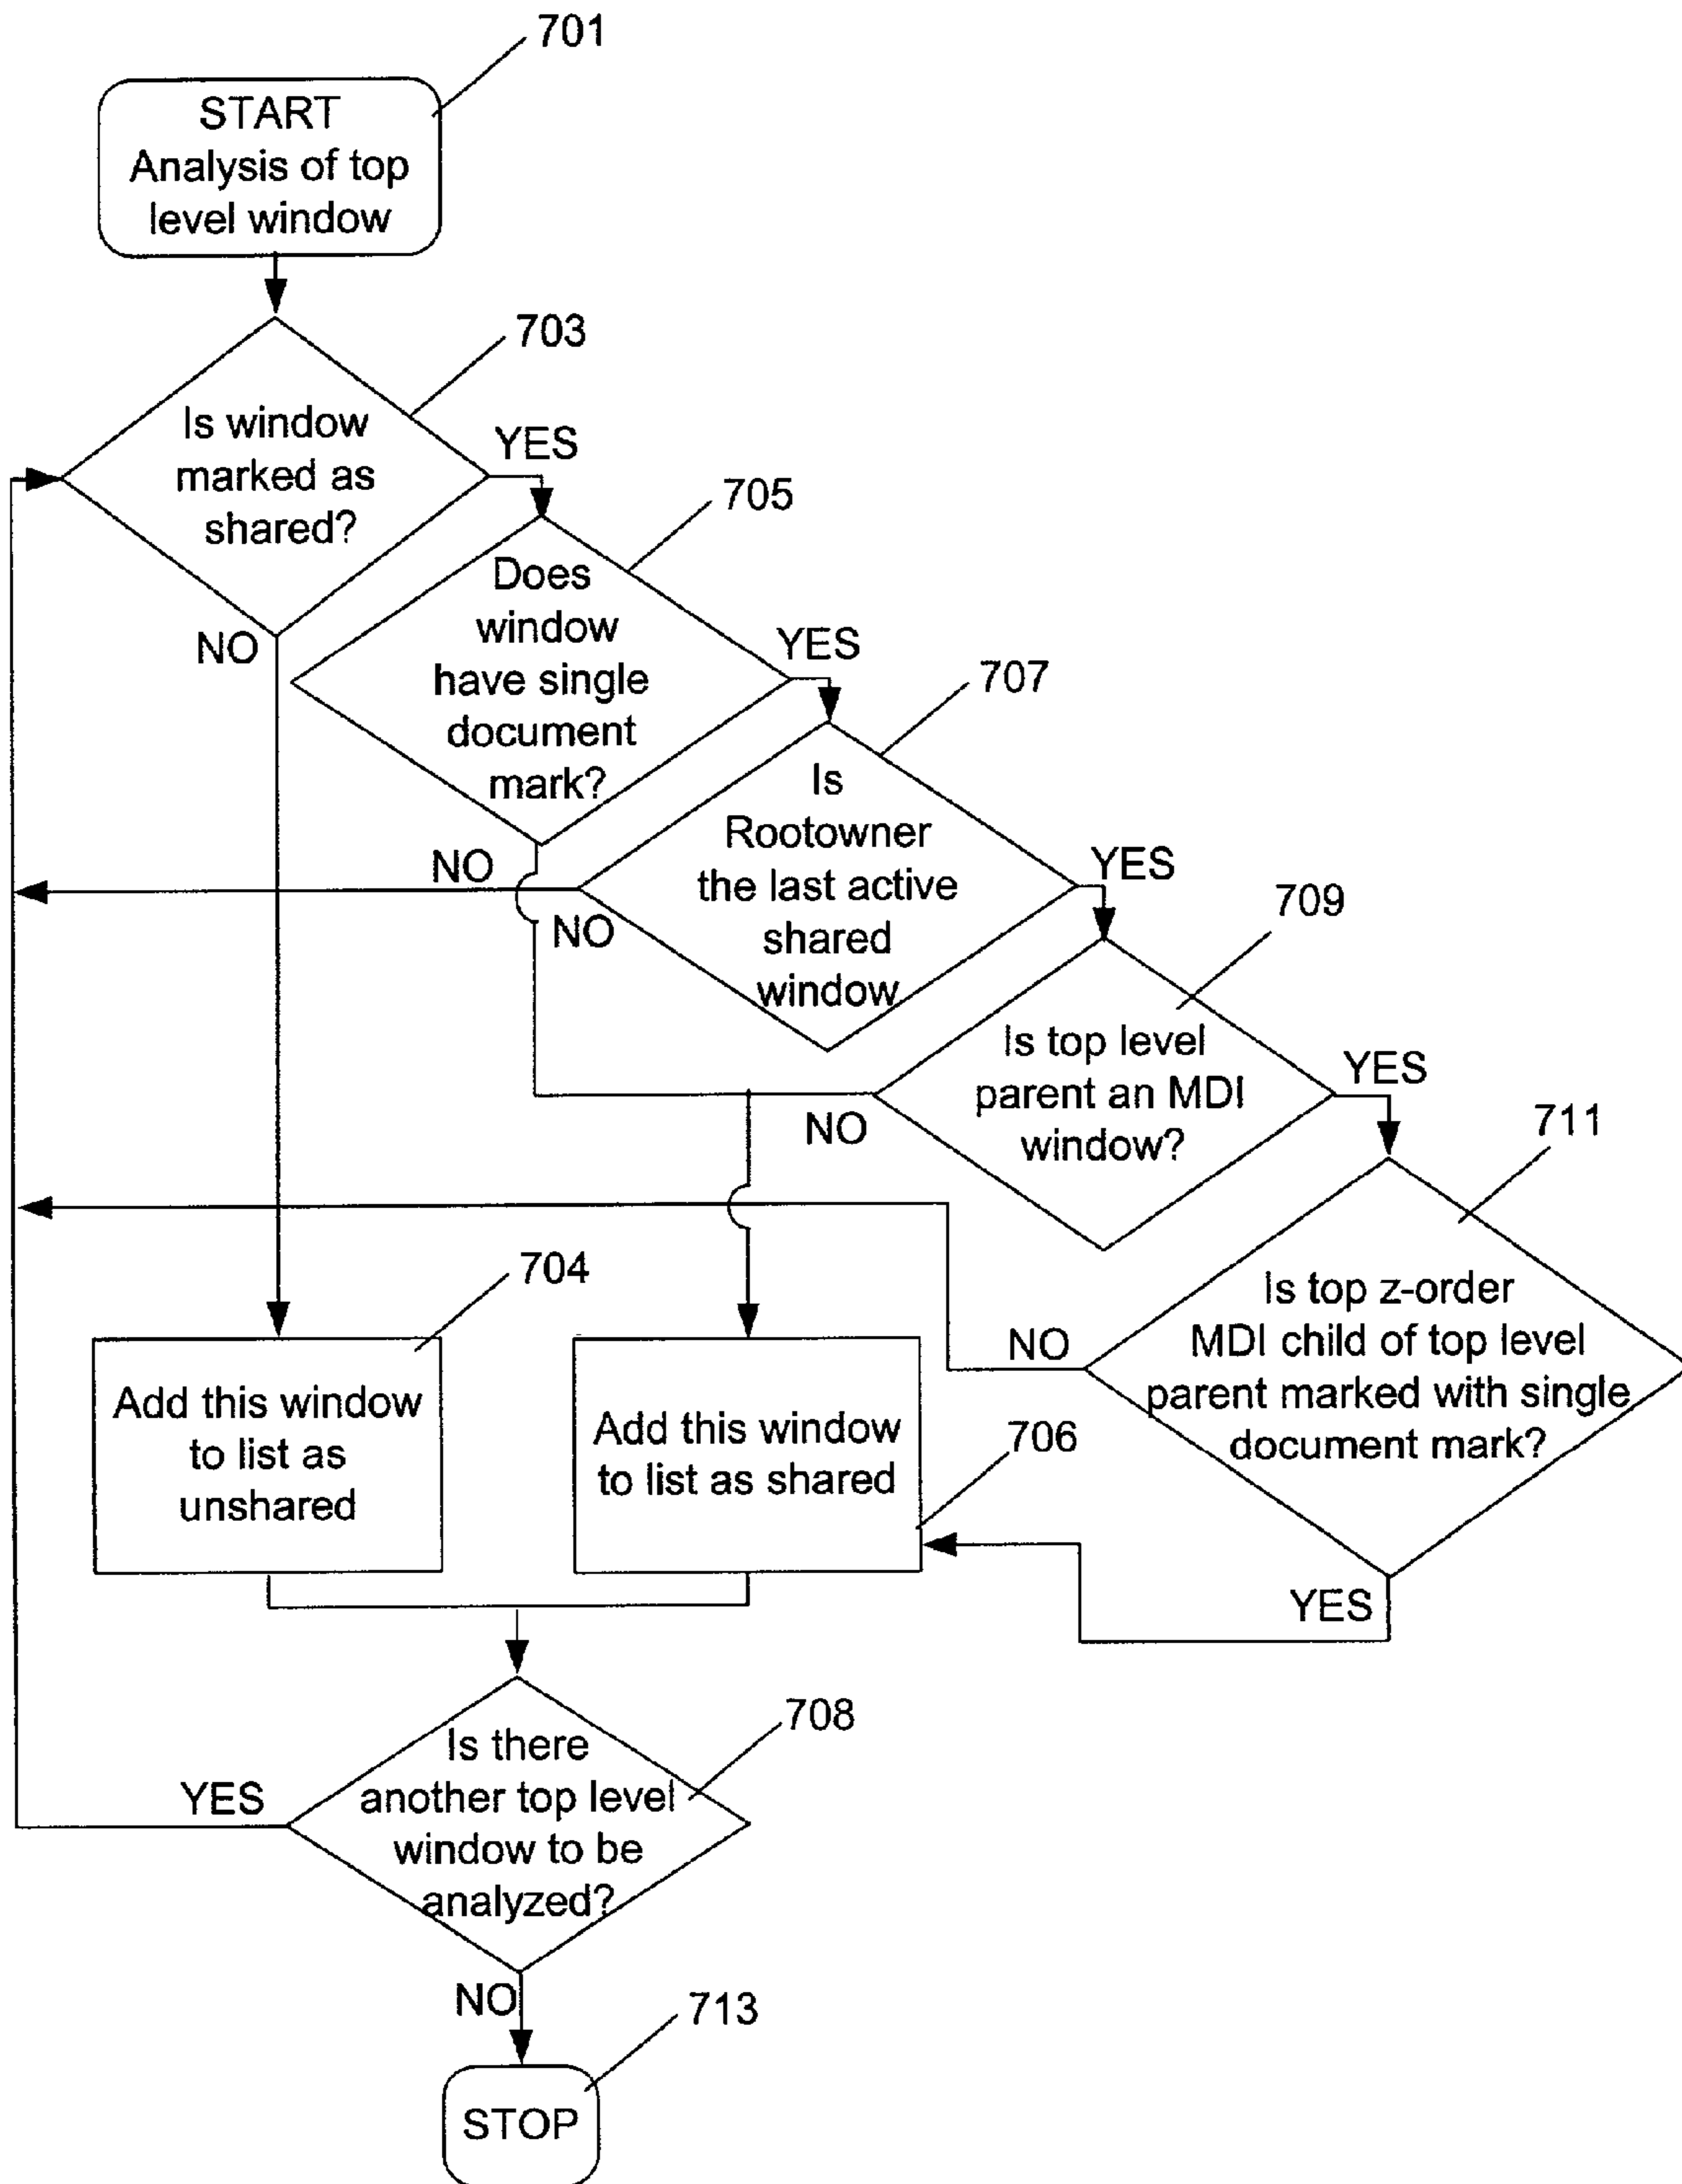 701
START
Analysis of top
level window
703
Is window
marked as
shared?
YES
NO
705
Does
window
have single
document
mark?
YES
NO
707
Is
Rootowner
the last active
shared
window
YES
NO
709
Is top level
parent an MDI
window?
YES
NO
711
Is top z-order
MDI child of top level
parent marked with single
document mark?
NO
YES
704
Add this window
to list as
unshared
706
Add this window
to list as shared
708
Is there
another top level
window to be
analyzed?
YES
NO
713
STOP